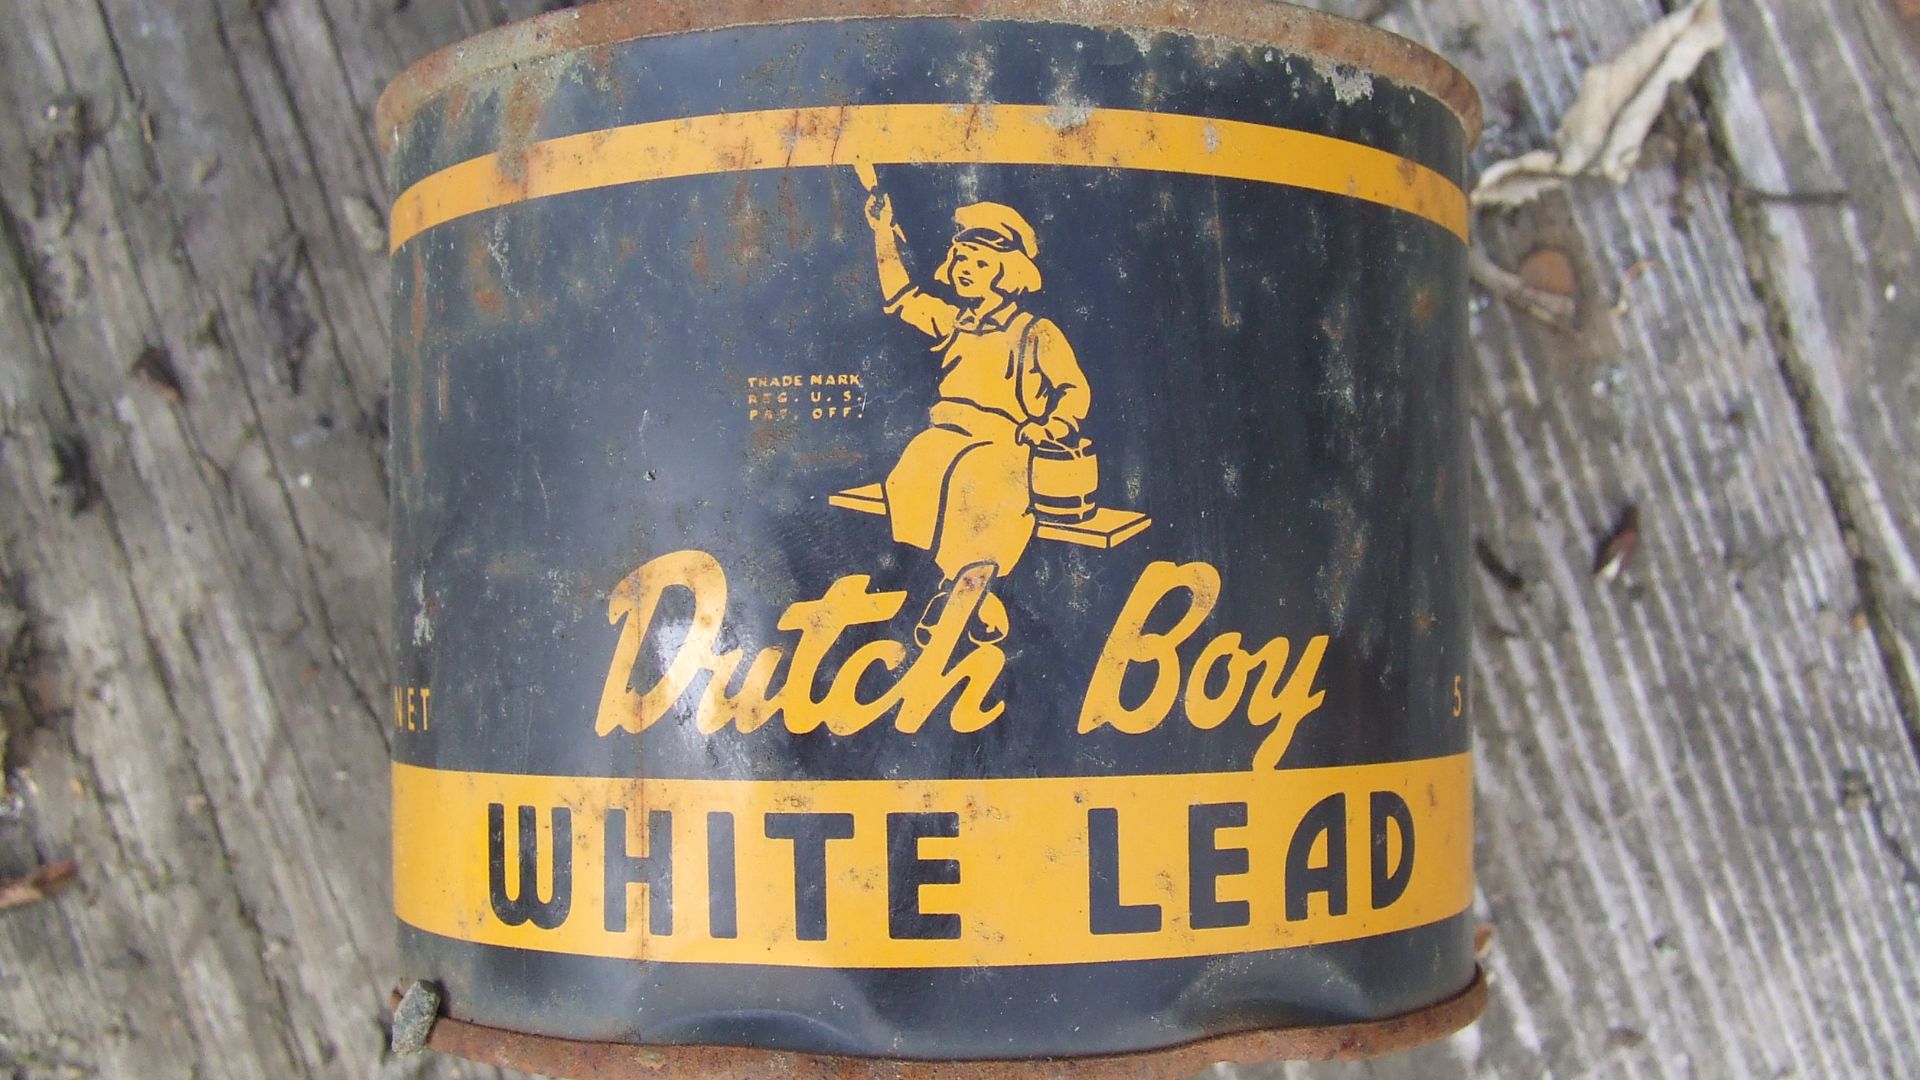 TRADE MARK
REG. U. S.
PAT. OFF.
Dutch Boy
NET
5
WHITE LEAD